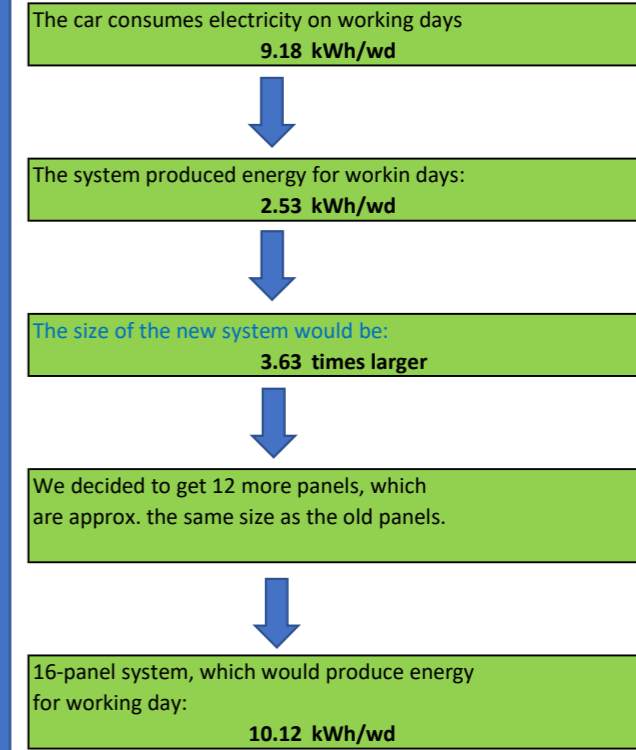 The car consumes electricity on working days
9.18 kWh/wd
The system produced energy for workin days:
2.53 kWh/wd
The size of the new system would be:
3.63 times larger
We decided to get 12 more panels, which
are approx. the same size as the old panels.
16-panel system, which would produce energy
for working day:
10.12 kWh/wd